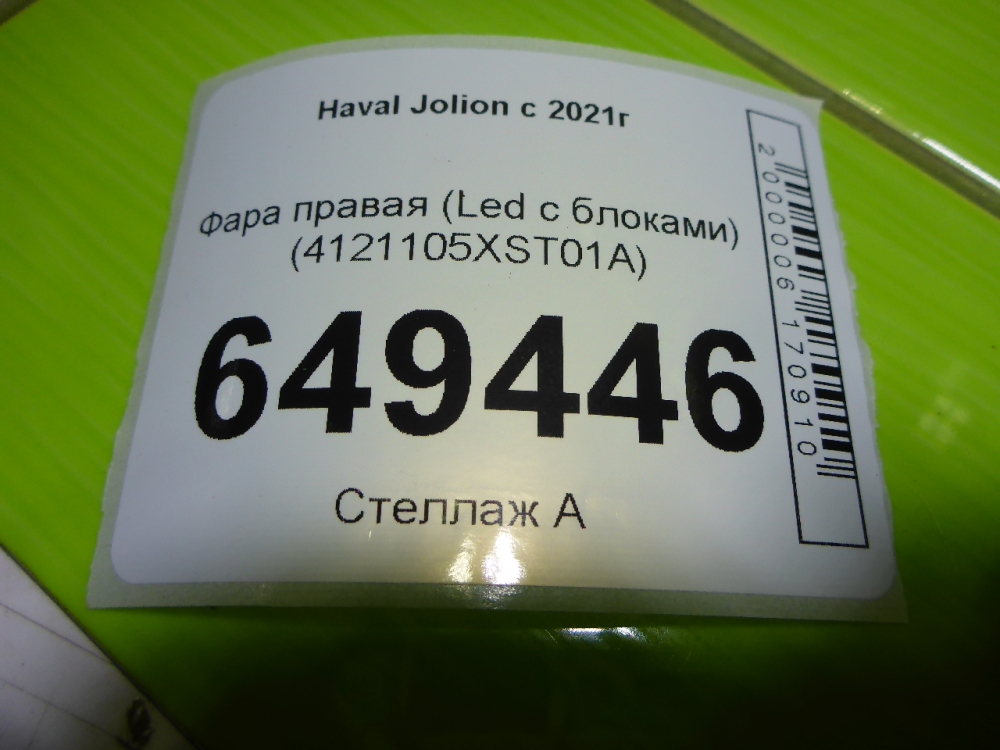 Haval Jolion с 2021г
Фара правая (Led с блоками)
(4121105XST01A)
649446
Стеллаж А
2000006170910